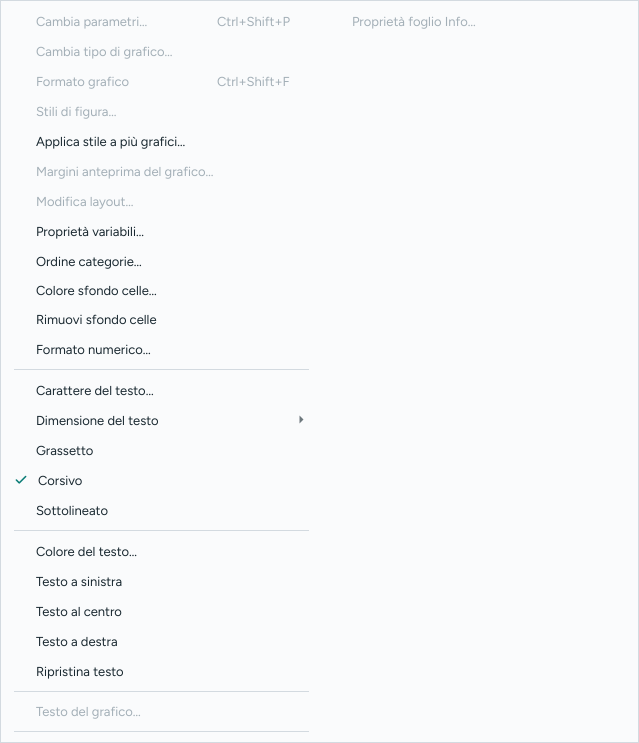 Cambia parametri... Ctrl+Shift+P Proprietà foglio Info...
Cambia tipo di grafico...
Formato grafico Ctrl+Shift+F
Stili di figura...
Applica stile a più grafici...
Margini anteprima del grafico...
Modifica layout...
Proprietà variabili...
Ordine categorie...
Colore sfondo celle...
Rimuovi sfondo celle
Formato numerico...
Carattere del testo...
Dimensione del testo
Grassetto
Corsivo
Sottolineato
Colore del testo...
Testo a sinistra
Testo al centro
Testo a destra
Ripristina testo
Testo del grafico...